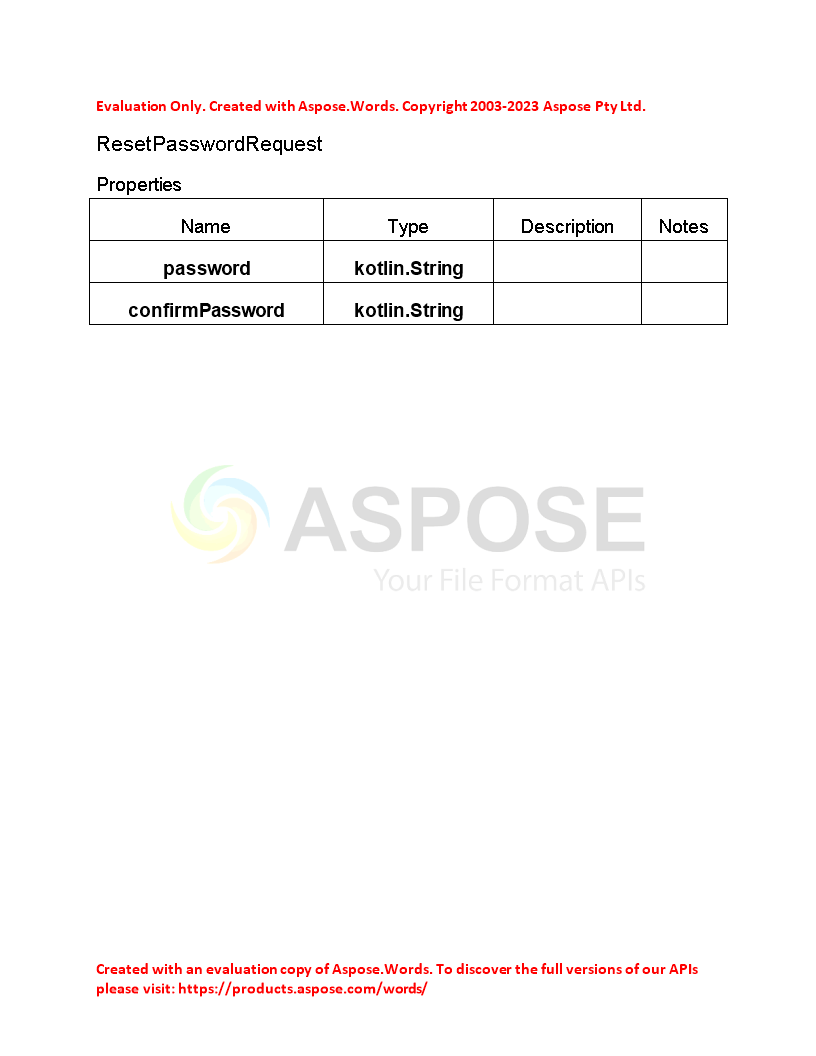 Evaluation Only. Created with Aspose.Words. Copyright 2003-2023 Aspose Pty Ltd.
ResetPasswordRequest
Properties
Name Type Description Notes
password kotlin.String
confirmPassword kotlin.String
ASPOSE
Your File Format APIs
Created with an evaluation copy of Aspose.Words. To discover the full versions of our APIs
please visit: https://products.aspose.com/words/